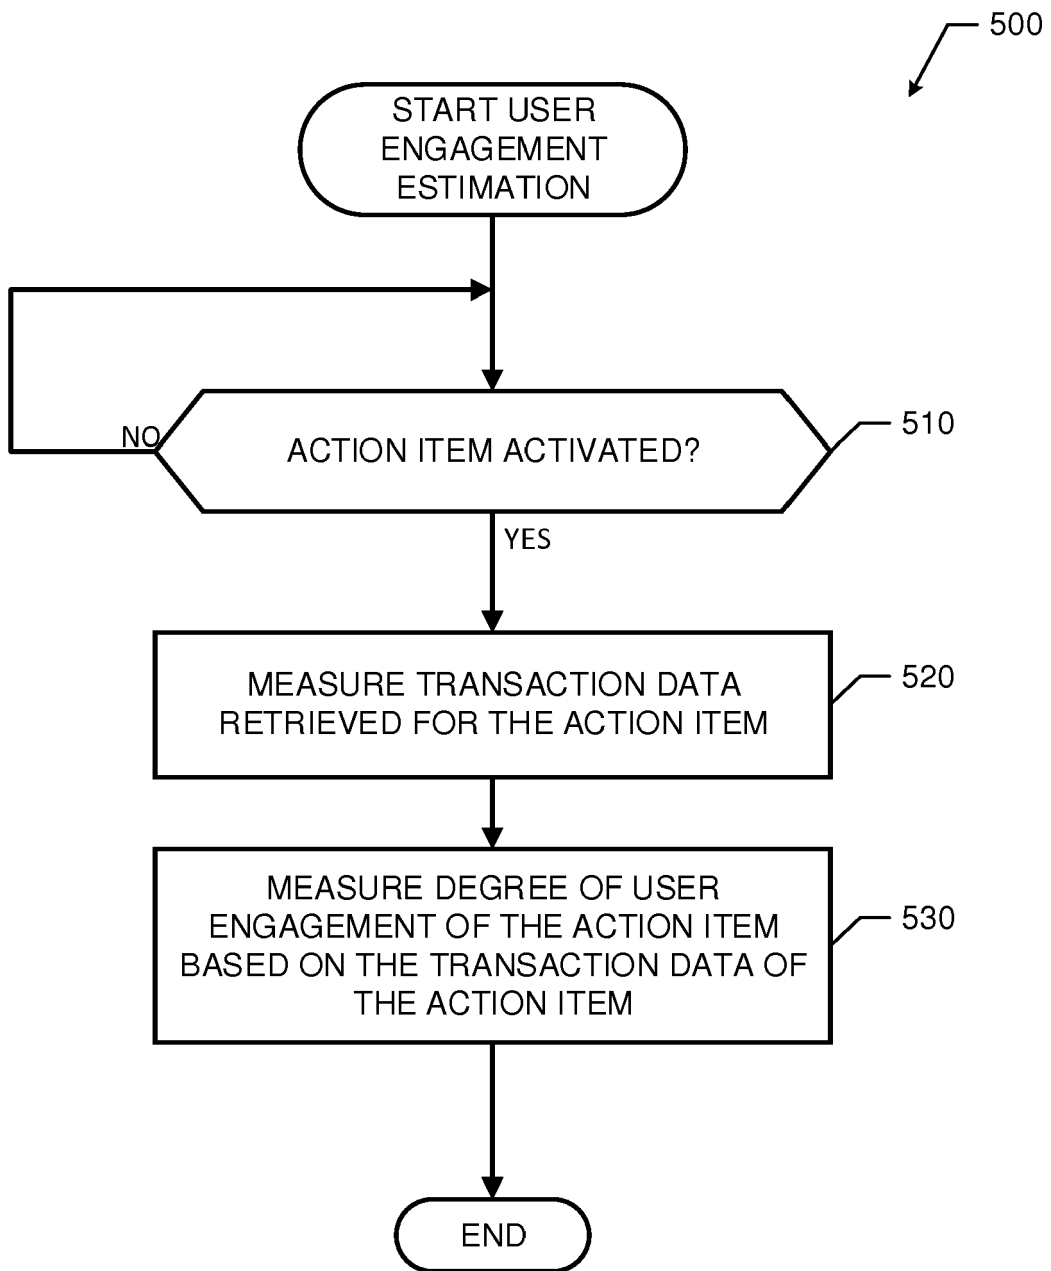 500
START USER
ENGAGEMENT
ESTIMATION
NO
ACTION ITEM ACTIVATED?
510
YES
MEASURE TRANSACTION DATA
RETRIEVED FOR THE ACTION ITEM
520
MEASURE DEGREE OF USER
ENGAGEMENT OF THE ACTION ITEM
BASED ON THE TRANSACTION DATA OF
THE ACTION ITEM
530
END